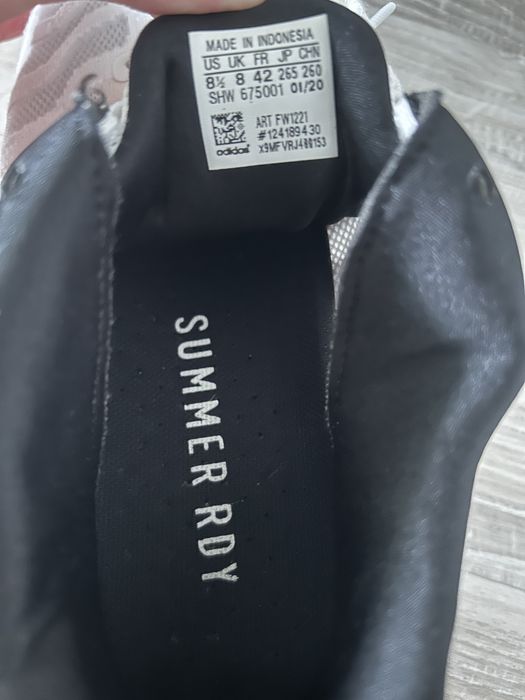 MADE IN INDONESIA
US UK FR JP CHN
8½ 8 42 265 260
SHW 675001 01/20
ART FW1221
#124189430
adidas X9MFVRJ488153
SUMMER RDY